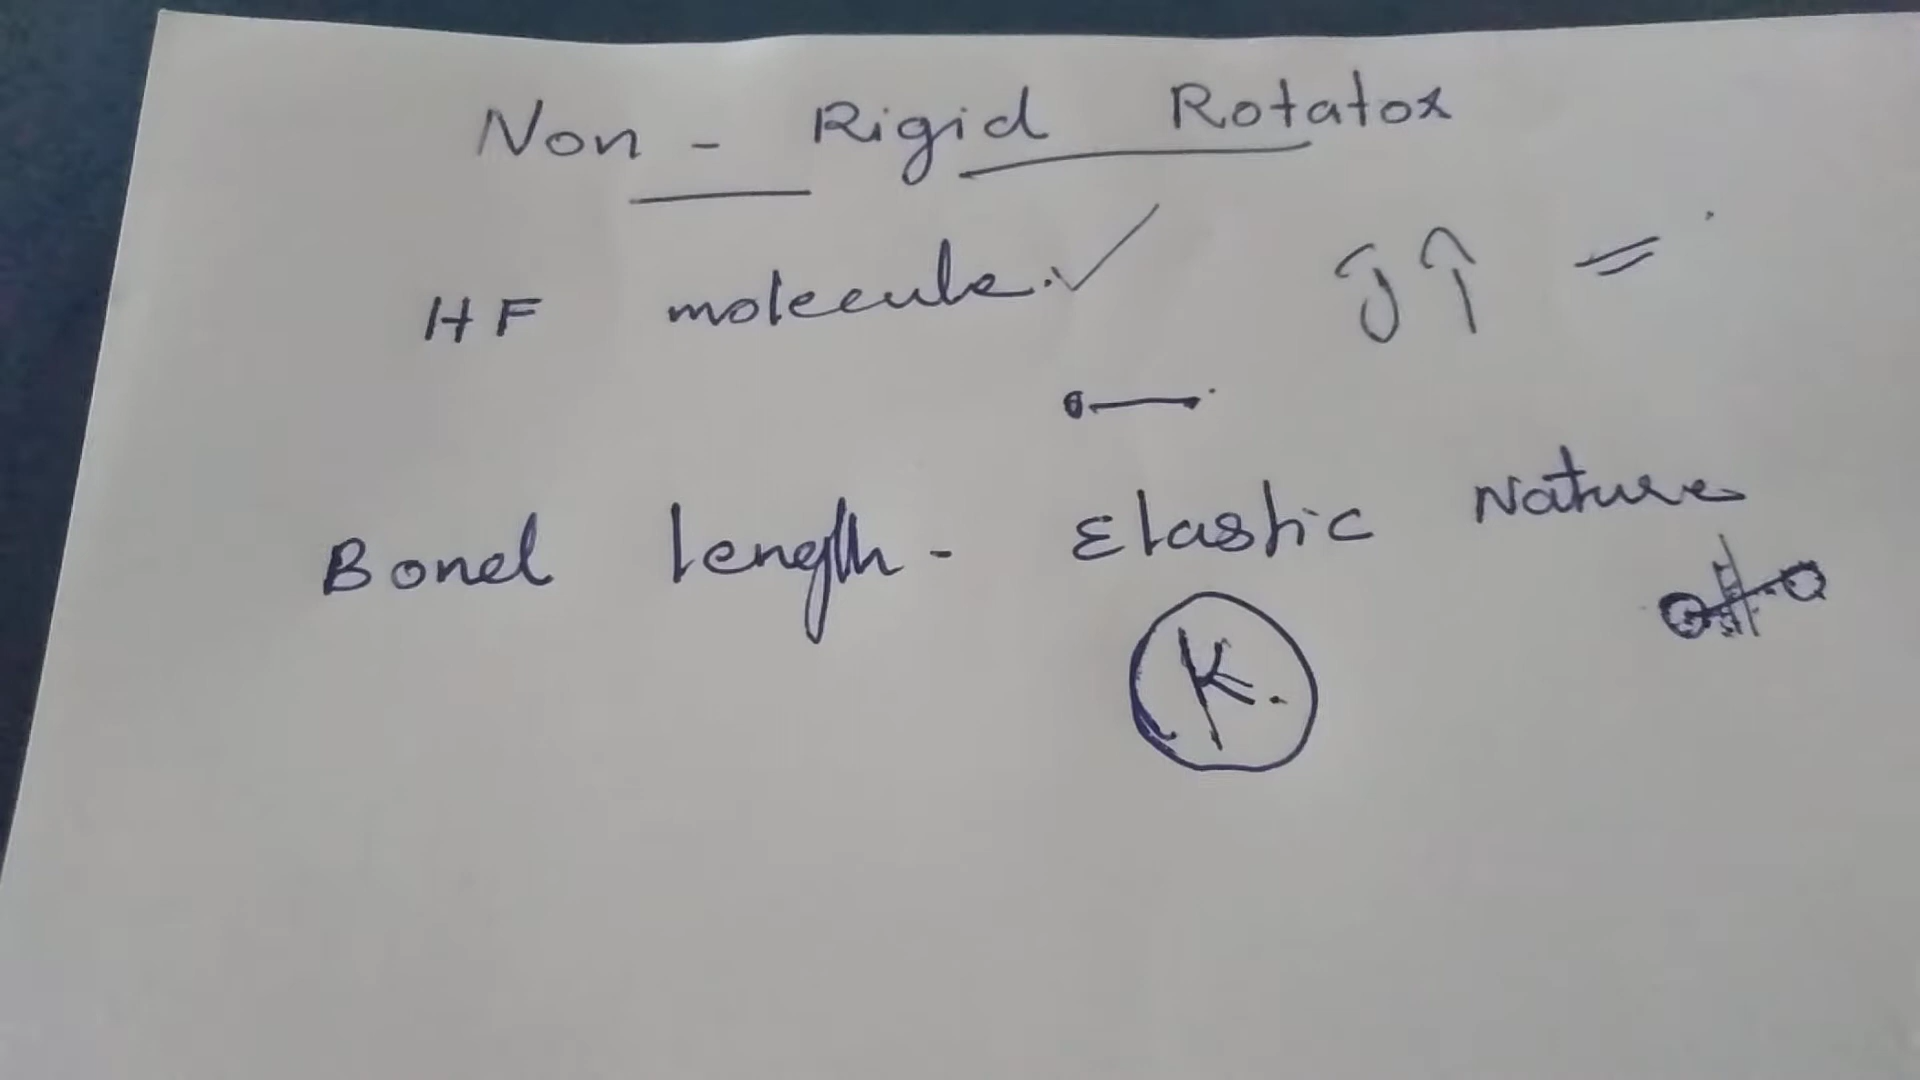 Non - Rigid Rotator
HF molecule. ✓ J↑ =
Bond length - Elastic Nature
K.